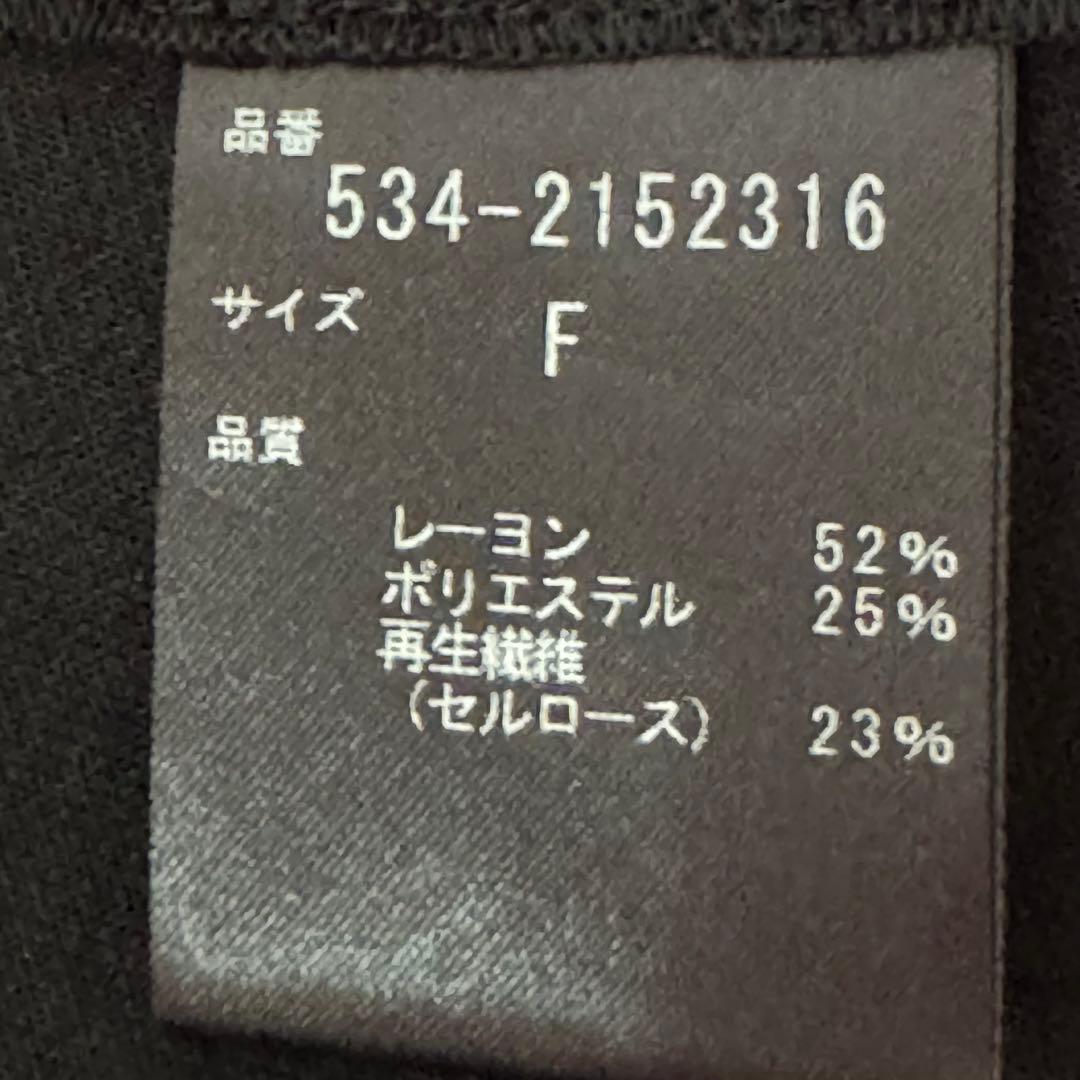 品番
534-2152316
サイズ F
品質
レーヨン 52%
ポリエステル 25%
再生繊維
(セルロース) 23%